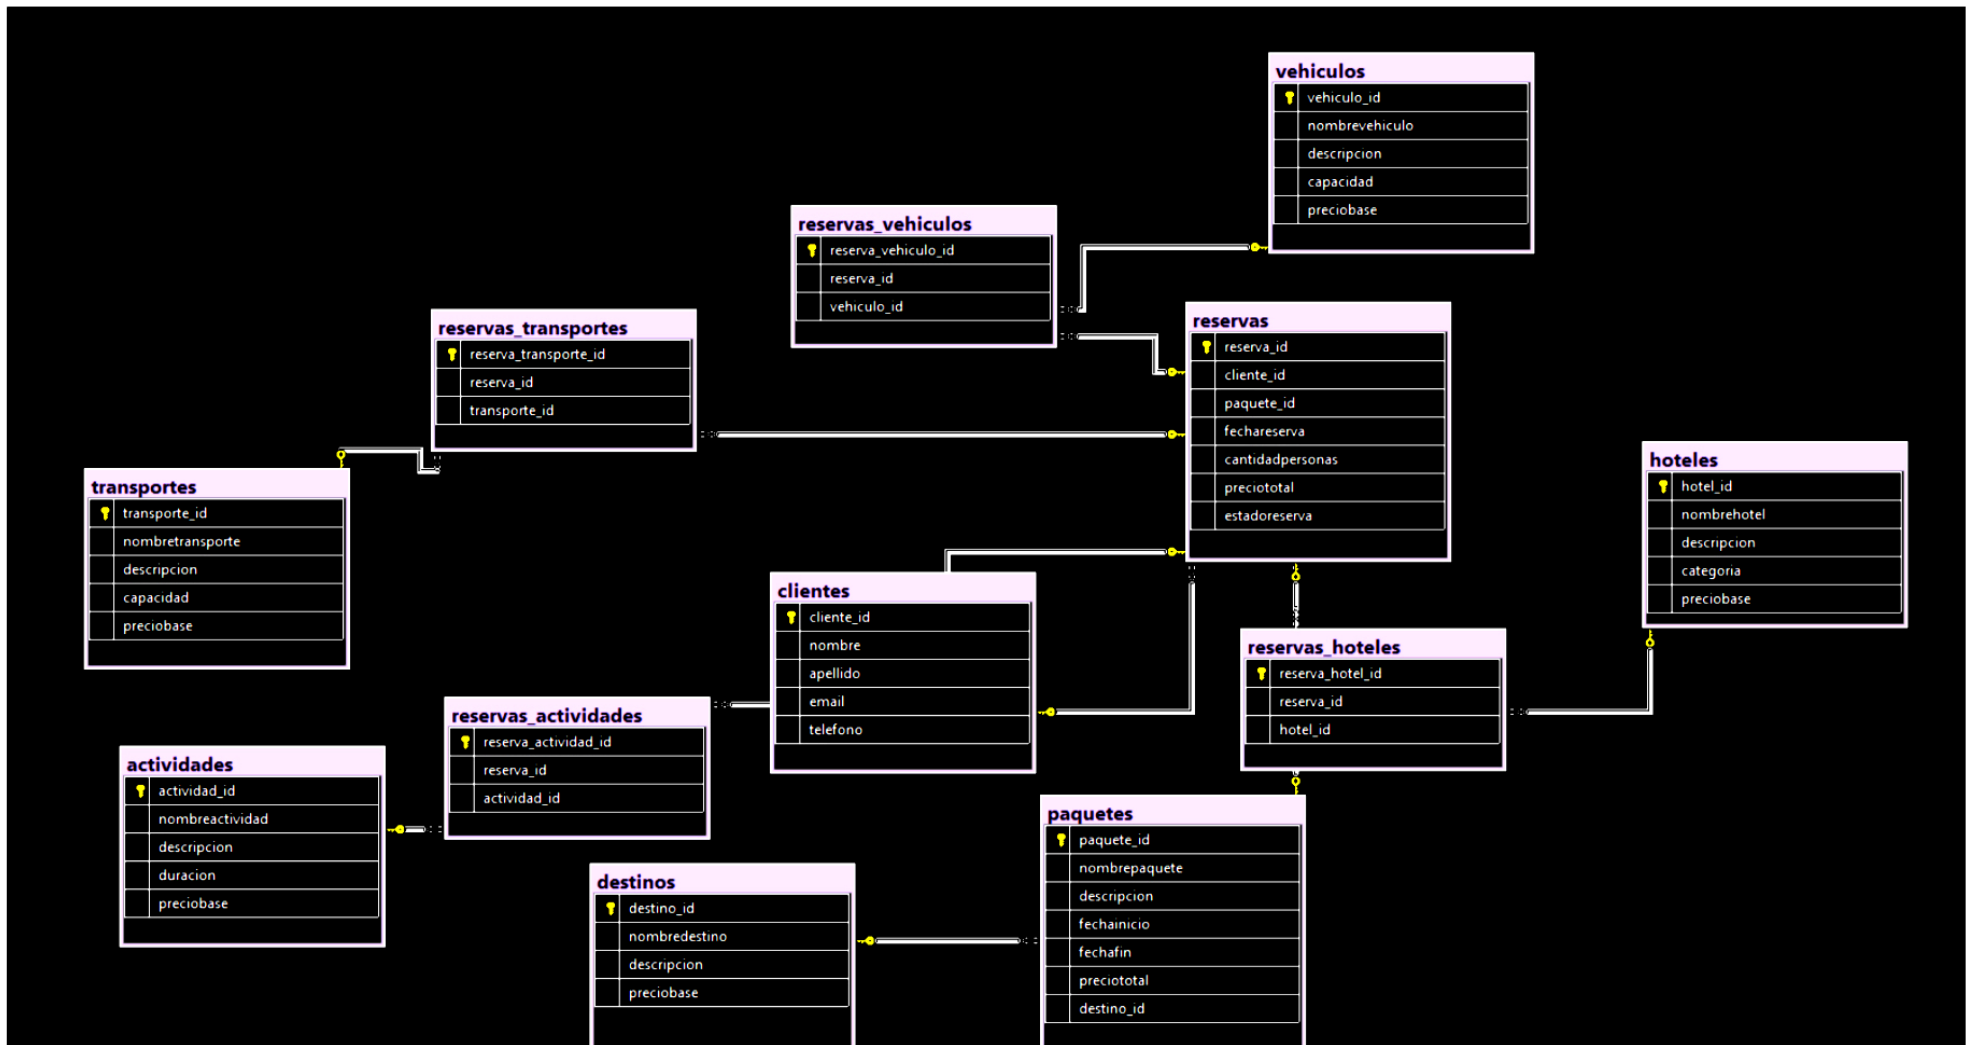 vehiculos
vehiculo_id
nombrevehiculo
descripcion
capacidad
preciobase
reservas_vehiculos
reserva_vehiculo_id
reserva_id
vehiculo_id
reservas_transportes
reserva_transporte_id
reserva_id
transporte_id
reservas
reserva_id
cliente_id
paquete_id
fechareserva
cantidadpersonas
preciototal
estadoreserva
hoteles
hotel_id
nombrehotel
descripcion
categoria
preciobase
transportes
transporte_id
nombretransporte
descripcion
capacidad
preciobase
clientes
cliente_id
nombre
apellido
email
telefono
reservas_hoteles
reserva_hotel_id
reserva_id
hotel_id
reservas_actividades
reserva_actividad_id
reserva_id
actividad_id
actividades
actividad_id
nombreactividad
descripcion
duracion
preciobase
paquetes
paquete_id
nombrepaquete
descripcion
fechainicio
fechafin
preciototal
destino_id
destinos
destino_id
nombredestino
descripcion
preciobase